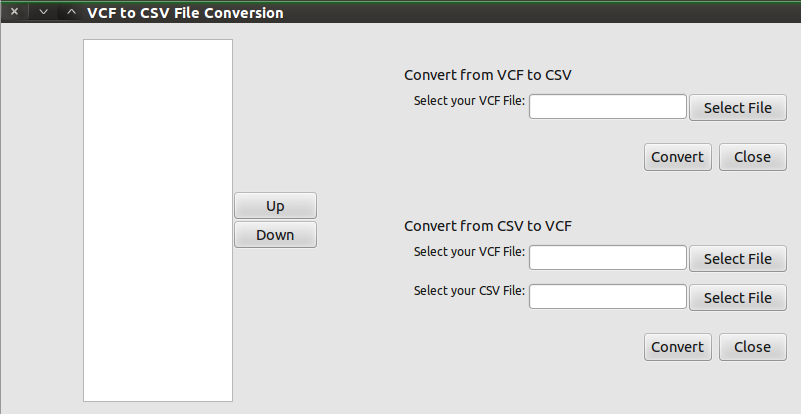 VCF to CSV File Conversion
Convert from VCF to CSV
Select your VCF File: Select File
Convert Close
Up
Down
Convert from CSV to VCF
Select your VCF File: Select File
Select your CSV File: Select File
Convert Close